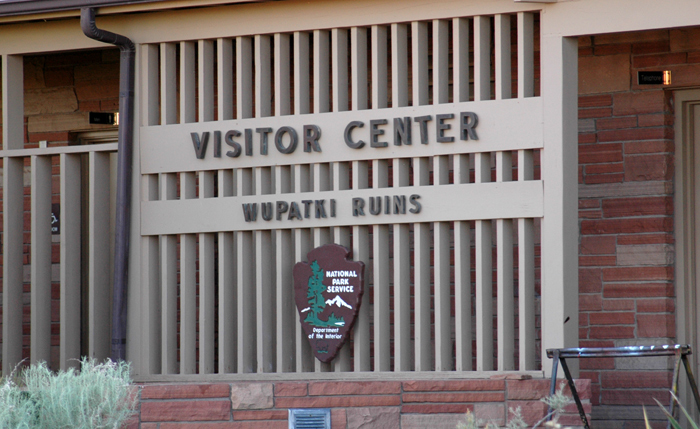 VISITOR CENTER
WUPATKI RUINS
NATIONAL
PARK
SERVICE
Department
of the Interior